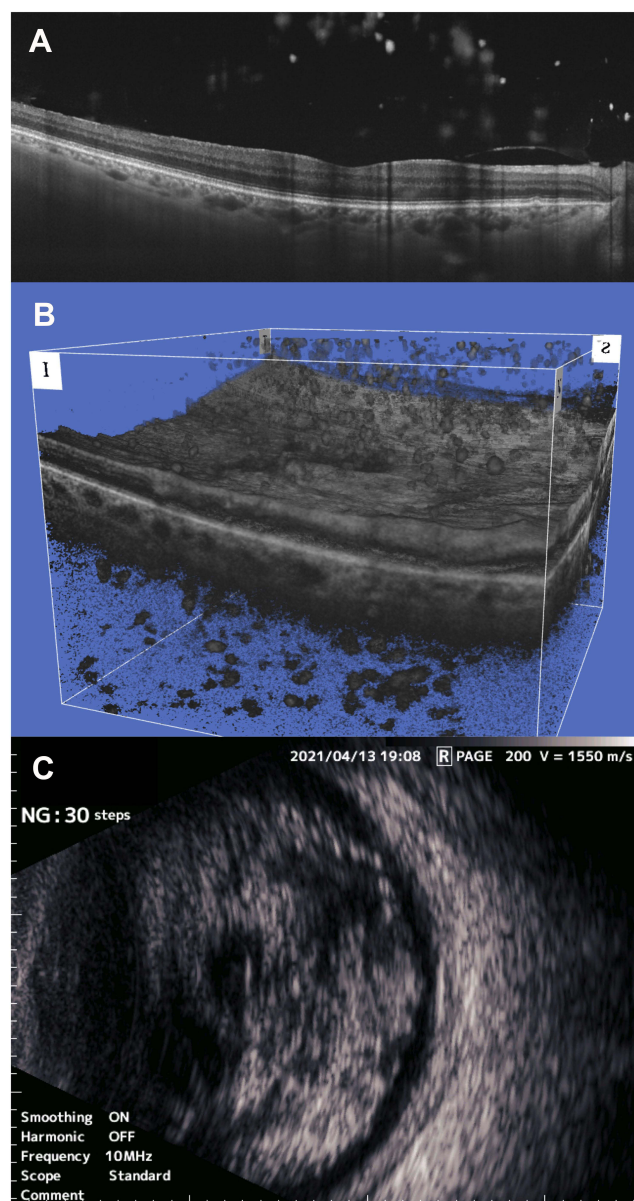 A
B
I
S
C
2021/04/13 19:08 R PAGE 200 V = 1550 m/s
NG : 30 steps
Smoothing ON
Harmonic OFF
Frequency 10MHz
Scope Standard
Comment